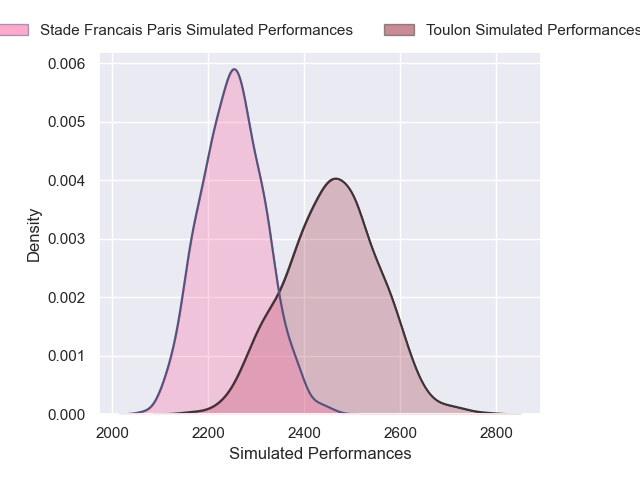 Stade Francais Paris Simulated Performances Toulon Simulated Performances
0.006
0.005
0.004
0.003
0.002
0.001
0.000
Density
2000 2200 2400 2600 2800
Simulated Performances